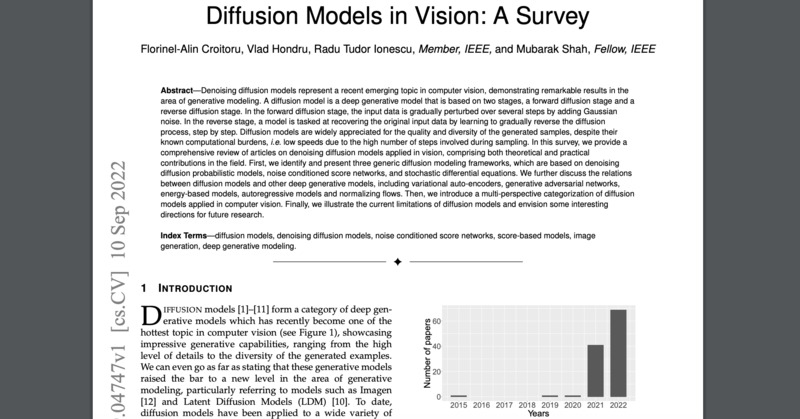 Diffusion Models in Vision: A Survey
Florinel-Alin Croitoru, Vlad Hondru, Radu Tudor Ionescu, Member, IEEE, and Mubarak Shah, Fellow, IEEE
Abstract—Denoising diffusion models represent a recent emerging topic in computer vision, demonstrating remarkable results in the
area of generative modeling. A diffusion model is a deep generative model that is based on two stages, a forward diffusion stage and a
reverse diffusion stage. In the forward diffusion stage, the input data is gradually perturbed over several steps by adding Gaussian
noise. In the reverse stage, a model is tasked at recovering the original input data by learning to gradually reverse the diffusion
process, step by step. Diffusion models are widely appreciated for the quality and diversity of the generated samples, despite their
known computational burdens, i.e. low speeds due to the high number of steps involved during sampling. In this survey, we provide a
comprehensive review of articles on denoising diffusion models applied in vision, comprising both theoretical and practical
contributions in the field. First, we identify and present three generic diffusion modeling frameworks, which are based on denoising
diffusion probabilistic models, noise conditioned score networks, and stochastic differential equations. We further discuss the relations
between diffusion models and other deep generative models, including variational auto-encoders, generative adversarial networks,
energy-based models, autoregressive models and normalizing flows. Then, we introduce a multi-perspective categorization of diffusion
models applied in computer vision. Finally, we illustrate the current limitations of diffusion models and envision some interesting
directions for future research.
Index Terms—diffusion models, denoising diffusion models, noise conditioned score networks, score-based models, image
generation, deep generative modeling.
1 INTRODUCTION
DIFFUSION models [1]–[11] form a category of deep gen-
erative models which has recently become one of the
hottest topic in computer vision (see Figure 1), showcasing
impressive generative capabilities, ranging from the high
level of details to the diversity of the generated examples.
We can even go as far as stating that these generative models
raised the bar to a new level in the area of generative
modeling, particularly referring to models such as Imagen
[12] and Latent Diffusion Models (LDM) [10]. To date,
diffusion models have been applied to a wide variety of
Number of papers
60
40
20
0
2015 2016 2017 2018 2019 2020 2021 2022
Years
.04747v1 [cs.CV] 10 Sep 2022